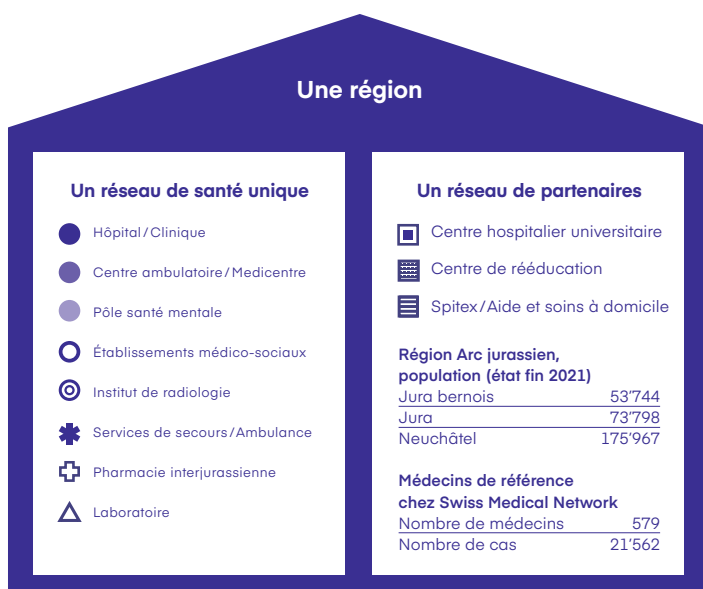 Une région
Un réseau de santé unique
Hôpital/Clinique
Centre ambulatoire/Medicentre
Pôle santé mentale
Établissements médico-sociaux
Institut de radiologie
Services de secours/Ambulance
Pharmacie interjurassienne
Laboratoire
Un réseau de partenaires
Centre hospitalier universitaire
Centre de rééducation
Spitex/Aide et soins à domicile
Région Arc jurassien,
population (état fin 2021)
Jura bernois 53’744
Jura 73’798
Neuchâtel 175’967
Médecins de référence
chez Swiss Medical Network
Nombre de médecins 579
Nombre de cas 21’562